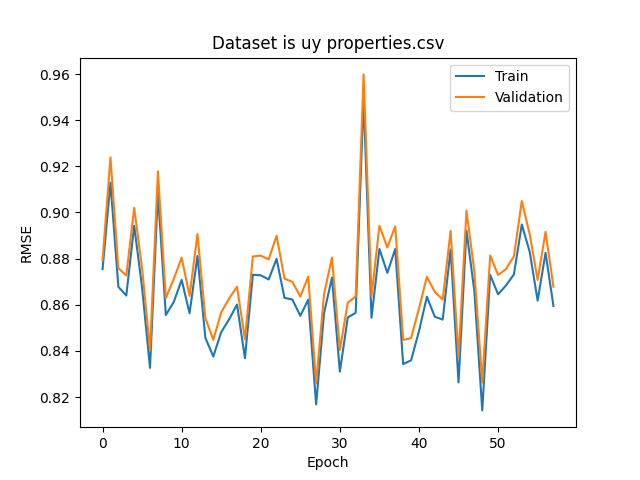 Dataset is uy properties.csv
Train
Validation
RMSE
0.96
0.94
0.92
0.90
0.88
0.86
0.84
0.82
0 10 20 30 40 50
Epoch